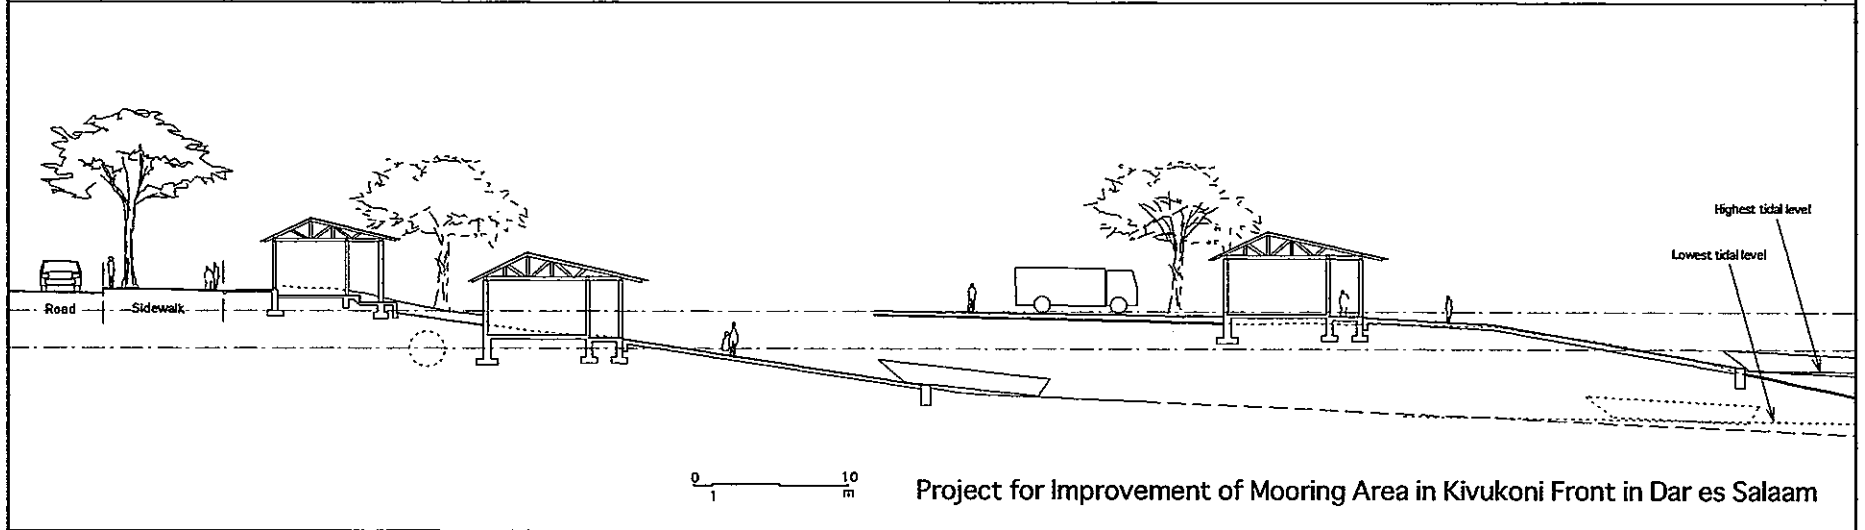 Highest tidal level
Lowest tidal level
Road
Sidewalk
0 10
1 m
Project for Improvement of Mooring Area in Kivukoni Front in Dar es Salaam